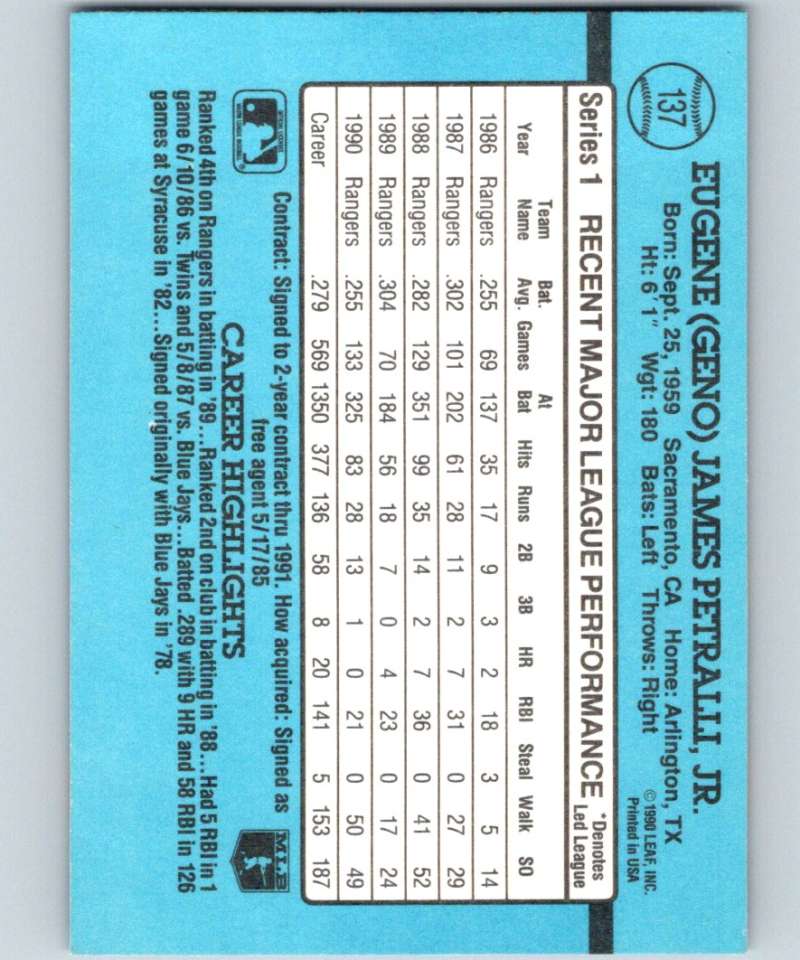 137
EUGENE (GENO) JAMES PETRALLI, JR.
Born: Sept. 25, 1959 Sacramento, CA Home: Arlington, TX
Ht: 6' 1" Wgt: 180 Bats: Left Throws: Right
©1990 LEAF, INC.
Printed in USA
Series 1 RECENT MAJOR LEAGUE PERFORMANCE *Denotes Led League
Year Team Name Bat. Avg. Games At Bat Hits Runs 2B 3B HR RBI Steal Walk SO
1986 Rangers .255 69 137 35 17 9 3 2 18 3 5 14
1987 Rangers .302 101 202 61 28 11 2 7 31 0 27 29
1988 Rangers .282 129 351 99 35 14 2 7 36 0 41 52
1989 Rangers .304 70 184 56 18 7 0 4 23 0 17 24
1990 Rangers .255 133 325 83 28 13 1 0 21 0 50 49
Career .279 569 1350 377 136 58 8 20 141 5 153 187
Contract: Signed to 2-year contract thru 1991. How acquired: Signed as
free agent 5/17/85
MLB
CAREER HIGHLIGHTS
Ranked 4th on Rangers in batting in '89...Ranked 2nd on club in batting in '88...Had 5 RBI in 1
game 6/10/86 vs. Twins and 5/8/87 vs. Blue Jays...Batted .289 with 9 HR and 58 RBI in 126
games at Syracuse in '82...Signed originally with Blue Jays in '78.